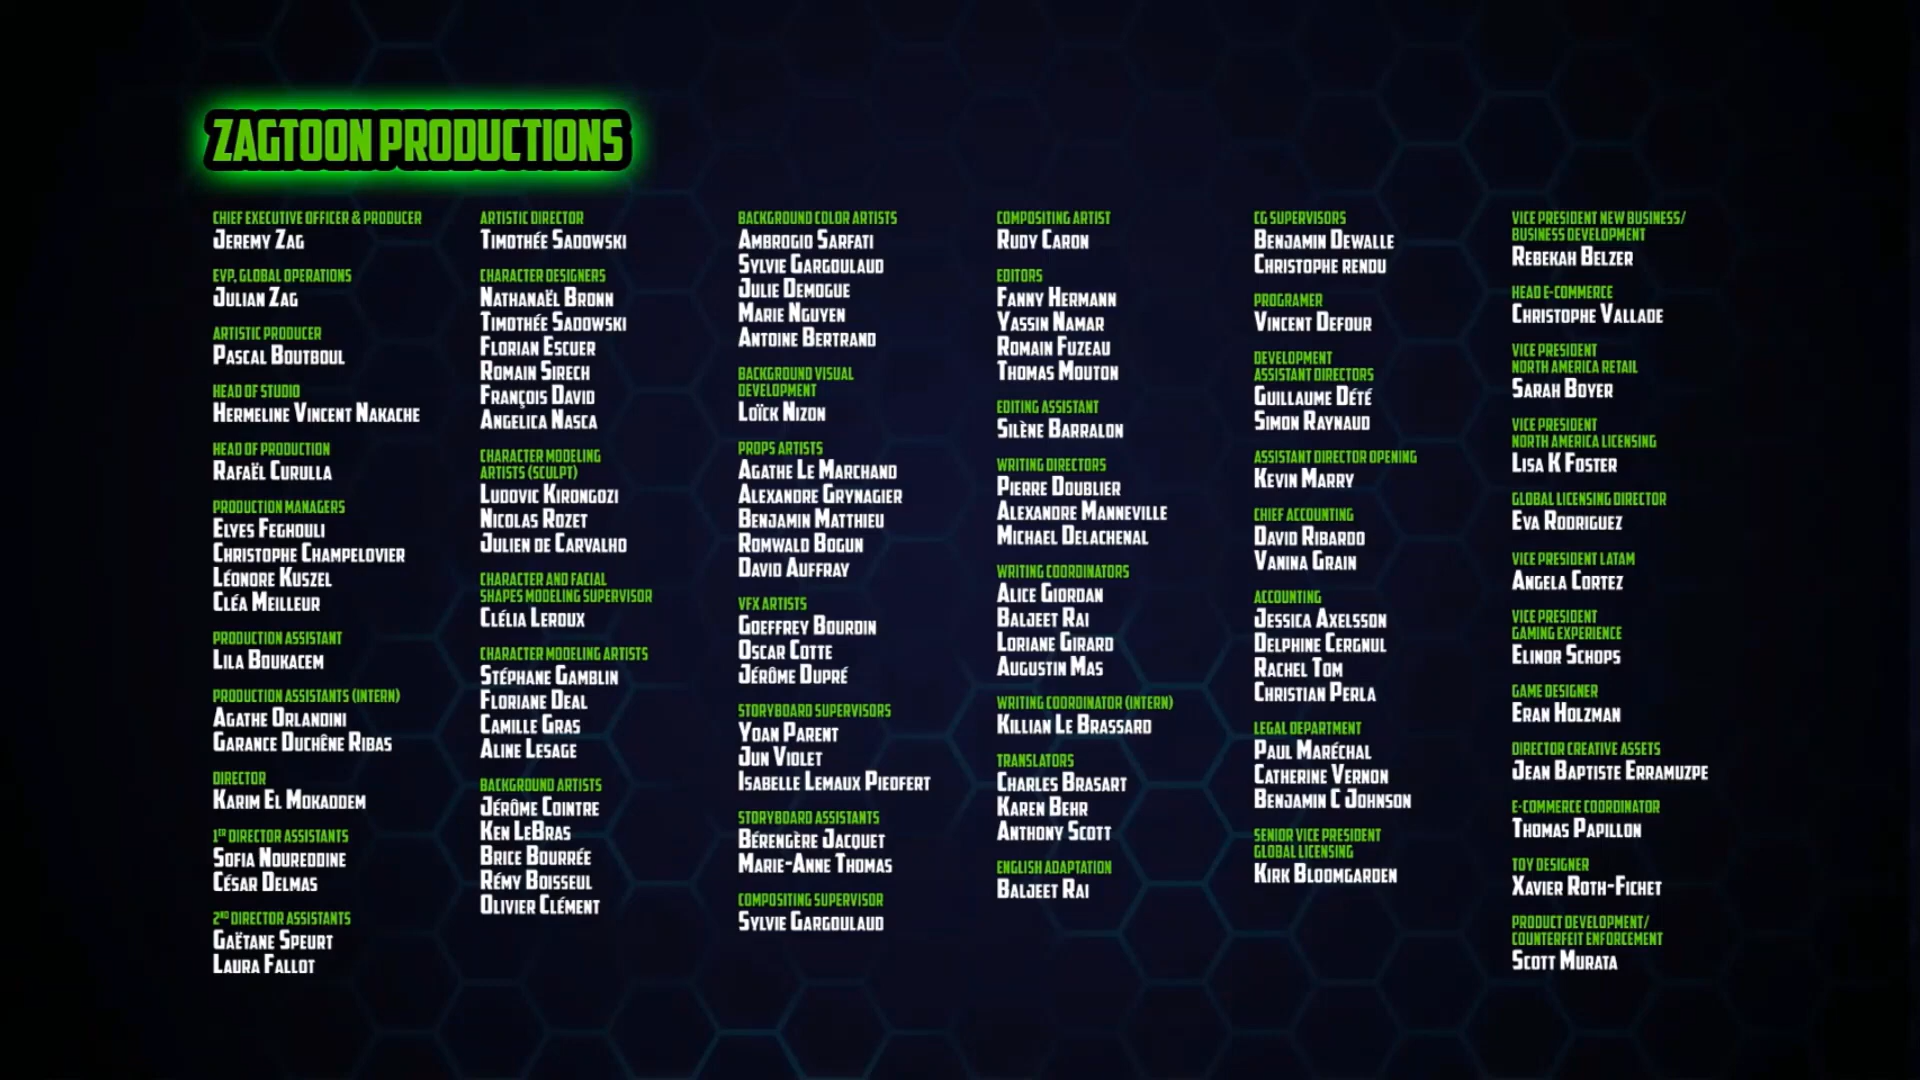 ZAGTOON PRODUCTIONS
CHIEF EXECUTIVE OFFICER & PRODUCER
JEREMY ZAG
EVP, GLOBAL OPERATIONS
JULIAN ZAG
ARTISTIC PRODUCER
PASCAL BOUTBOUL
HEAD OF STUDIO
HERMELINE VINCENT NAKACHE
HEAD OF PRODUCTION
RAFAËL CURULLA
PRODUCTION MANAGERS
ELYES FEGHOULI
CHRISTOPHE CHAMPELOVIER
LÉONORE KUSZEL
CLÉA MEILLEUR
PRODUCTION ASSISTANT
LILA BOUKACEM
PRODUCTION ASSISTANTS (INTERN)
AGATHE ORLANDINI
GARANCE DUCHÊNE RIBAS
DIRECTOR
KARIM EL MOKADDEM
1ER DIRECTOR ASSISTANTS
SOFIA NOUREDDINE
CÉSAR DELMAS
2ND DIRECTOR ASSISTANTS
GAËTANE SPEURT
LAURA FALLOT
ARTISTIC DIRECTOR
TIMOTHÉE SADOWSKI
CHARACTER DESIGNERS
NATHANAËL BRONN
TIMOTHÉE SADOWSKI
FLORIAN ESCUER
ROMAIN SIRECH
FRANÇOIS DAVID
ANGELICA NASCA
CHARACTER MODELING
ARTISTS (SCULPT)
LUDOVIC KIRONGOZI
NICOLAS ROZET
JULIEN DE CARVALHO
CHARACTER AND FACIAL
SHAPES MODELING SUPERVISOR
CLÉLIA LEROUX
CHARACTER MODELING ARTISTS
STÉPHANE GAMBLIN
FLORIANE DEAL
CAMILLE GRAS
ALINE LESAGE
BACKGROUND ARTISTS
JÉRÔME COINTRE
KEN LEBRAS
BRICE BOURRÉE
RÉMY BOISSEUL
OLIVIER CLÉMENT
BACKGROUND COLOR ARTISTS
AMBROGIO SARFATI
SYLVIE GARGOULAUD
JULIE DEMOGUE
MARIE NGUYEN
ANTOINE BERTRAND
BACKGROUND VISUAL
DEVELOPMENT
LOÏCK NIZON
PROPS ARTISTS
AGATHE LE MARCHAND
ALEXANDRE GRYNAGIER
BENJAMIN MATTHIEU
ROMWALD BOGUN
DAVID AUFFRAY
VFX ARTISTS
GOEFFREY BOURDIN
OSCAR COTTE
JÉRÔME DUPRÉ
STORYBOARD SUPERVISORS
YOAN PARENT
JUN VIOLET
ISABELLE LEMAUX PIEDFERT
STORYBOARD ASSISTANTS
BÉRENGÈRE JACQUET
MARIE-ANNE THOMAS
COMPOSITING SUPERVISOR
SYLVIE GARGOULAUD
COMPOSITING ARTIST
RUDY CARON
EDITORS
FANNY HERMANN
YASSIN NAMAR
ROMAIN FUZEAU
THOMAS MOUTON
EDITING ASSISTANT
SILÈNE BARRALON
WRITING DIRECTORS
PIERRE DOUBLIER
ALEXANDRE MANNEVILLE
MICHAEL DELACHENAL
WRITING COORDINATORS
ALICE GIORDAN
BALJEET RAI
LORIANE GIRARD
AUGUSTIN MAS
WRITING COORDINATOR (INTERN)
KILLIAN LE BRASSARD
TRANSLATORS
CHARLES BRASART
KAREN BEHR
ANTHONY SCOTT
ENGLISH ADAPTATION
BALJEET RAI
CG SUPERVISORS
BENJAMIN DEWALLE
CHRISTOPHE RENDU
PROGRAMER
VINCENT DEFOUR
DEVELOPMENT
ASSISTANT DIRECTORS
GUILLAUME DÉTÉ
SIMON RAYNAUD
ASSISTANT DIRECTOR OPENING
KEVIN MARRY
CHIEF ACCOUNTING
DAVID RIBARDO
VANINA GRAIN
ACCOUNTING
JESSICA AXELSSON
DELPHINE CERGNUL
RACHEL TOM
CHRISTIAN PERLA
LEGAL DEPARTMENT
PAUL MARÉCHAL
CATHERINE VERNON
BENJAMIN C JOHNSON
SENIOR VICE PRESIDENT
GLOBAL LICENSING
KIRK BLOOMGARDEN
VICE PRESIDENT NEW BUSINESS/
BUSINESS DEVELOPMENT
REBEKAH BELZER
HEAD E-COMMERCE
CHRISTOPHE VALLADE
VICE PRESIDENT
NORTH AMERICA RETAIL
SARAH BOYER
VICE PRESIDENT
NORTH AMERICA LICENSING
LISA K FOSTER
GLOBAL LICENSING DIRECTOR
EVA RODRIGUEZ
VICE PRESIDENT LATAM
ANGELA CORTEZ
VICE PRESIDENT
GAMING EXPERIENCE
ELINOR SCHOPS
GAME DESIGNER
ERAN HOLZMAN
DIRECTOR CREATIVE ASSETS
JEAN BAPTISTE ERRAMUZPE
E-COMMERCE COORDINATOR
THOMAS PAPILLON
TOY DESIGNER
XAVIER ROTH-FICHET
PRODUCT DEVELOPMENT/
COUNTERFEIT ENFORCEMENT
SCOTT MURATA